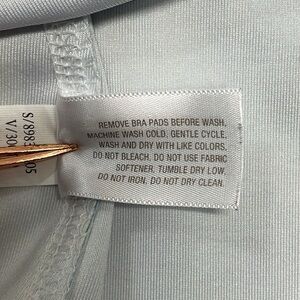 REMOVE BRA PADS BEFORE WASH,
MACHINE WASH COLD, GENTLE CYCLE,
WASH AND DRY WITH LIKE COLORS,
DO NOT BLEACH. DO NOT USE FABRIC
SOFTENER, TUMBLE DRY LOW,
DO NOT IRON. DO NOT DRY CLEAN.